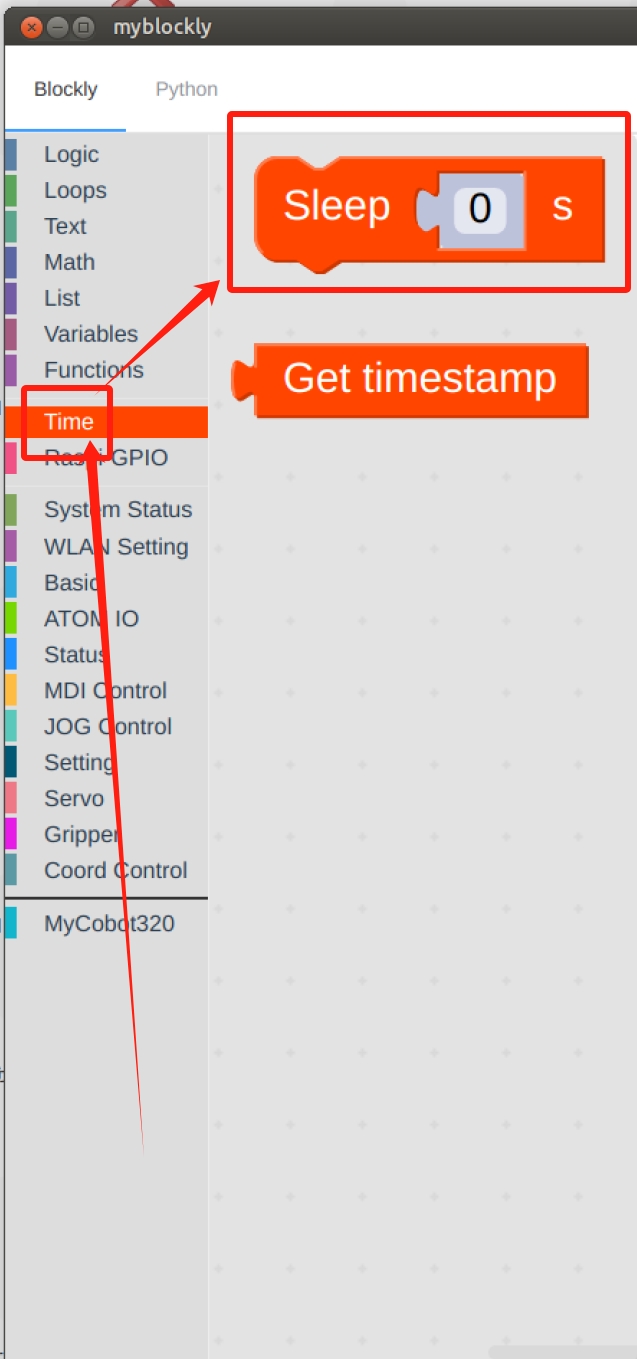 myblockly
Blockly Python
Logic
Loops
Text
Math
List
Variables
Functions
Time
Raspi GPIO
System Status
WLAN Setting
Basic
ATOM IO
Status
MDI Control
JOG Control
Setting
Servo
Gripper
Coord Control
MyCobot320
Sleep 0 s
Get timestamp